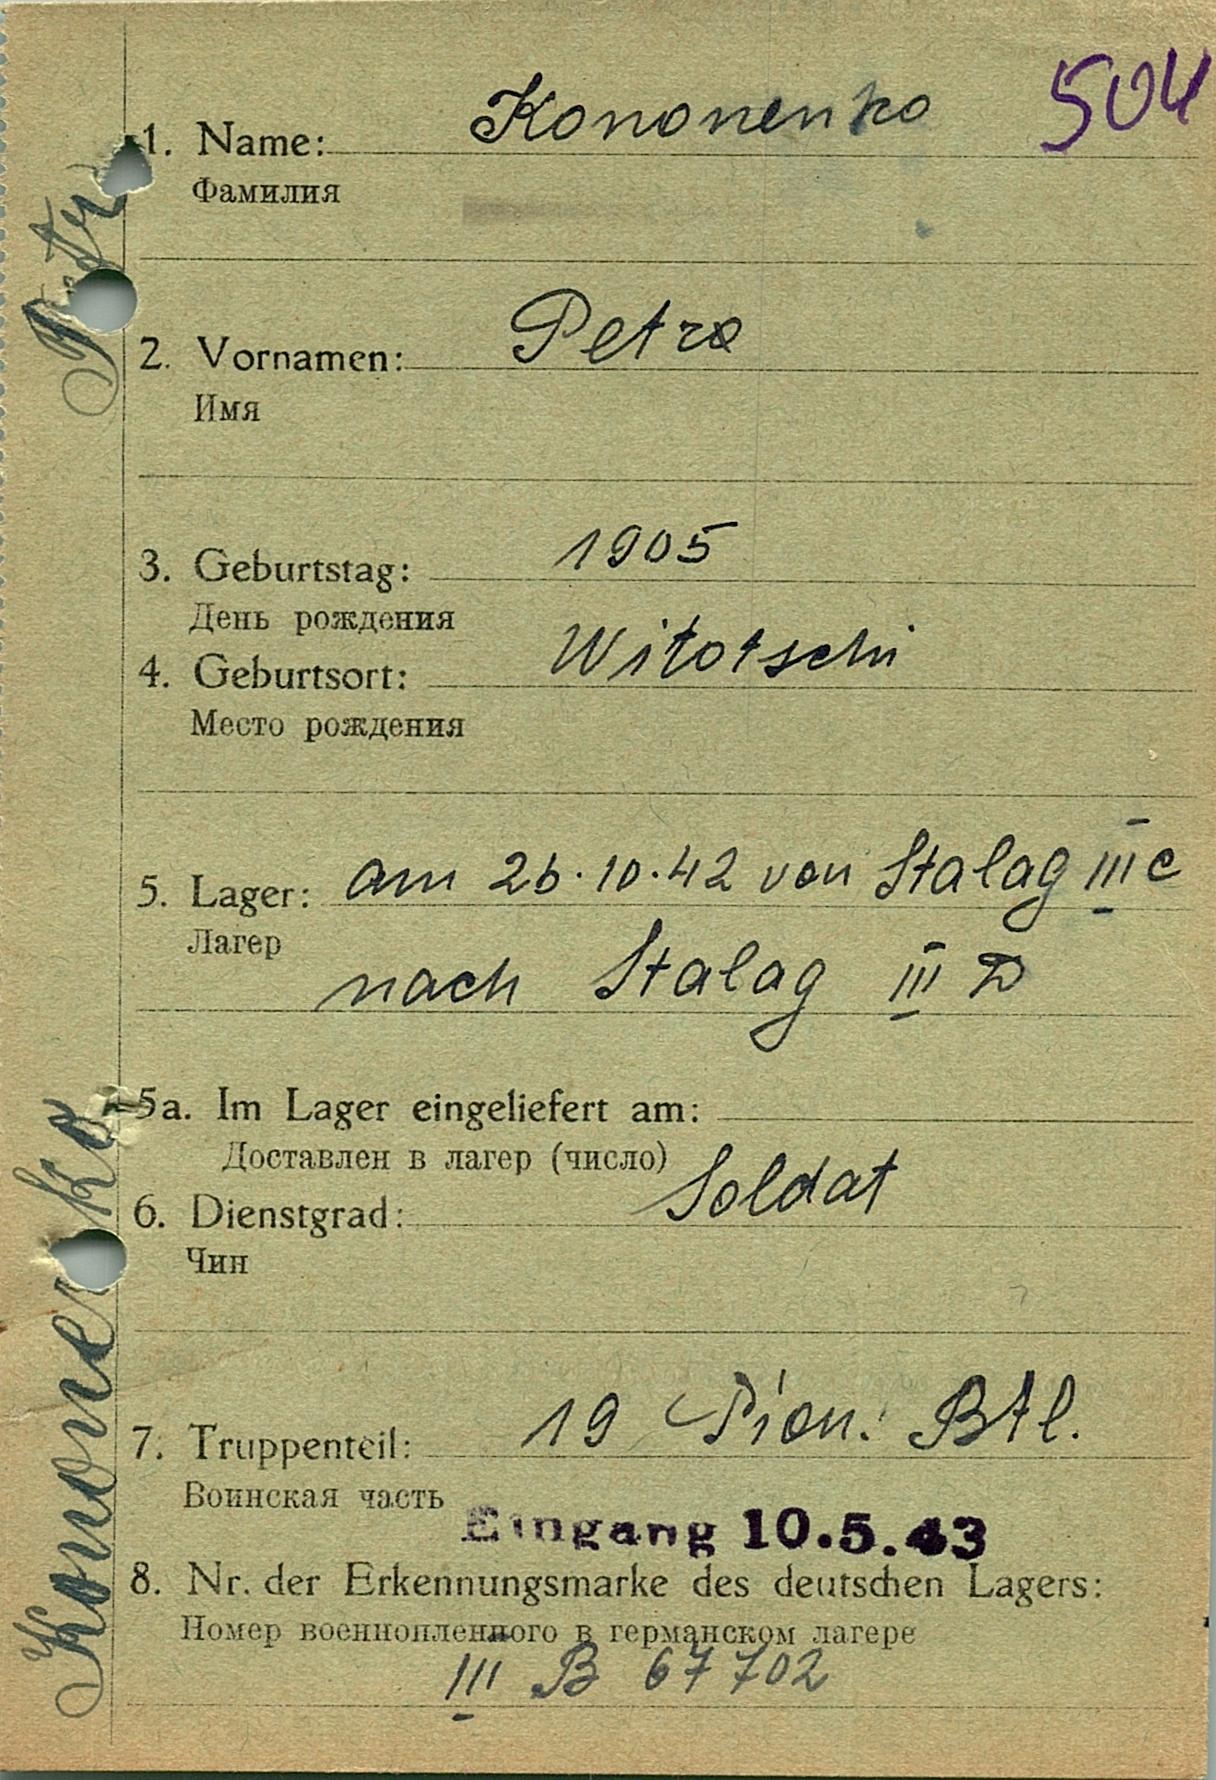 504
1. Name: Kononenko
Фамилия
2. Vornamen: Petro
Имя
3. Geburtstag: 1905
День рождения
4. Geburtsort: Witotschi
Место рождения
5. Lager: am 26.10.42 von Stalag III C
Лагер
nach Stalag III D
5a. Im Lager eingeliefert am:
Доставлен в лагер (число)
6. Dienstgrad: Soldat
Чин
7. Truppenteil: 19 Pion. Btl.
Воинская часть
Eingang 10.5.43
8. Nr. der Erkennungsmarke des deutschen Lagers:
Номер военнопленного в германском лагере
III B 67702
Kononenko Petro